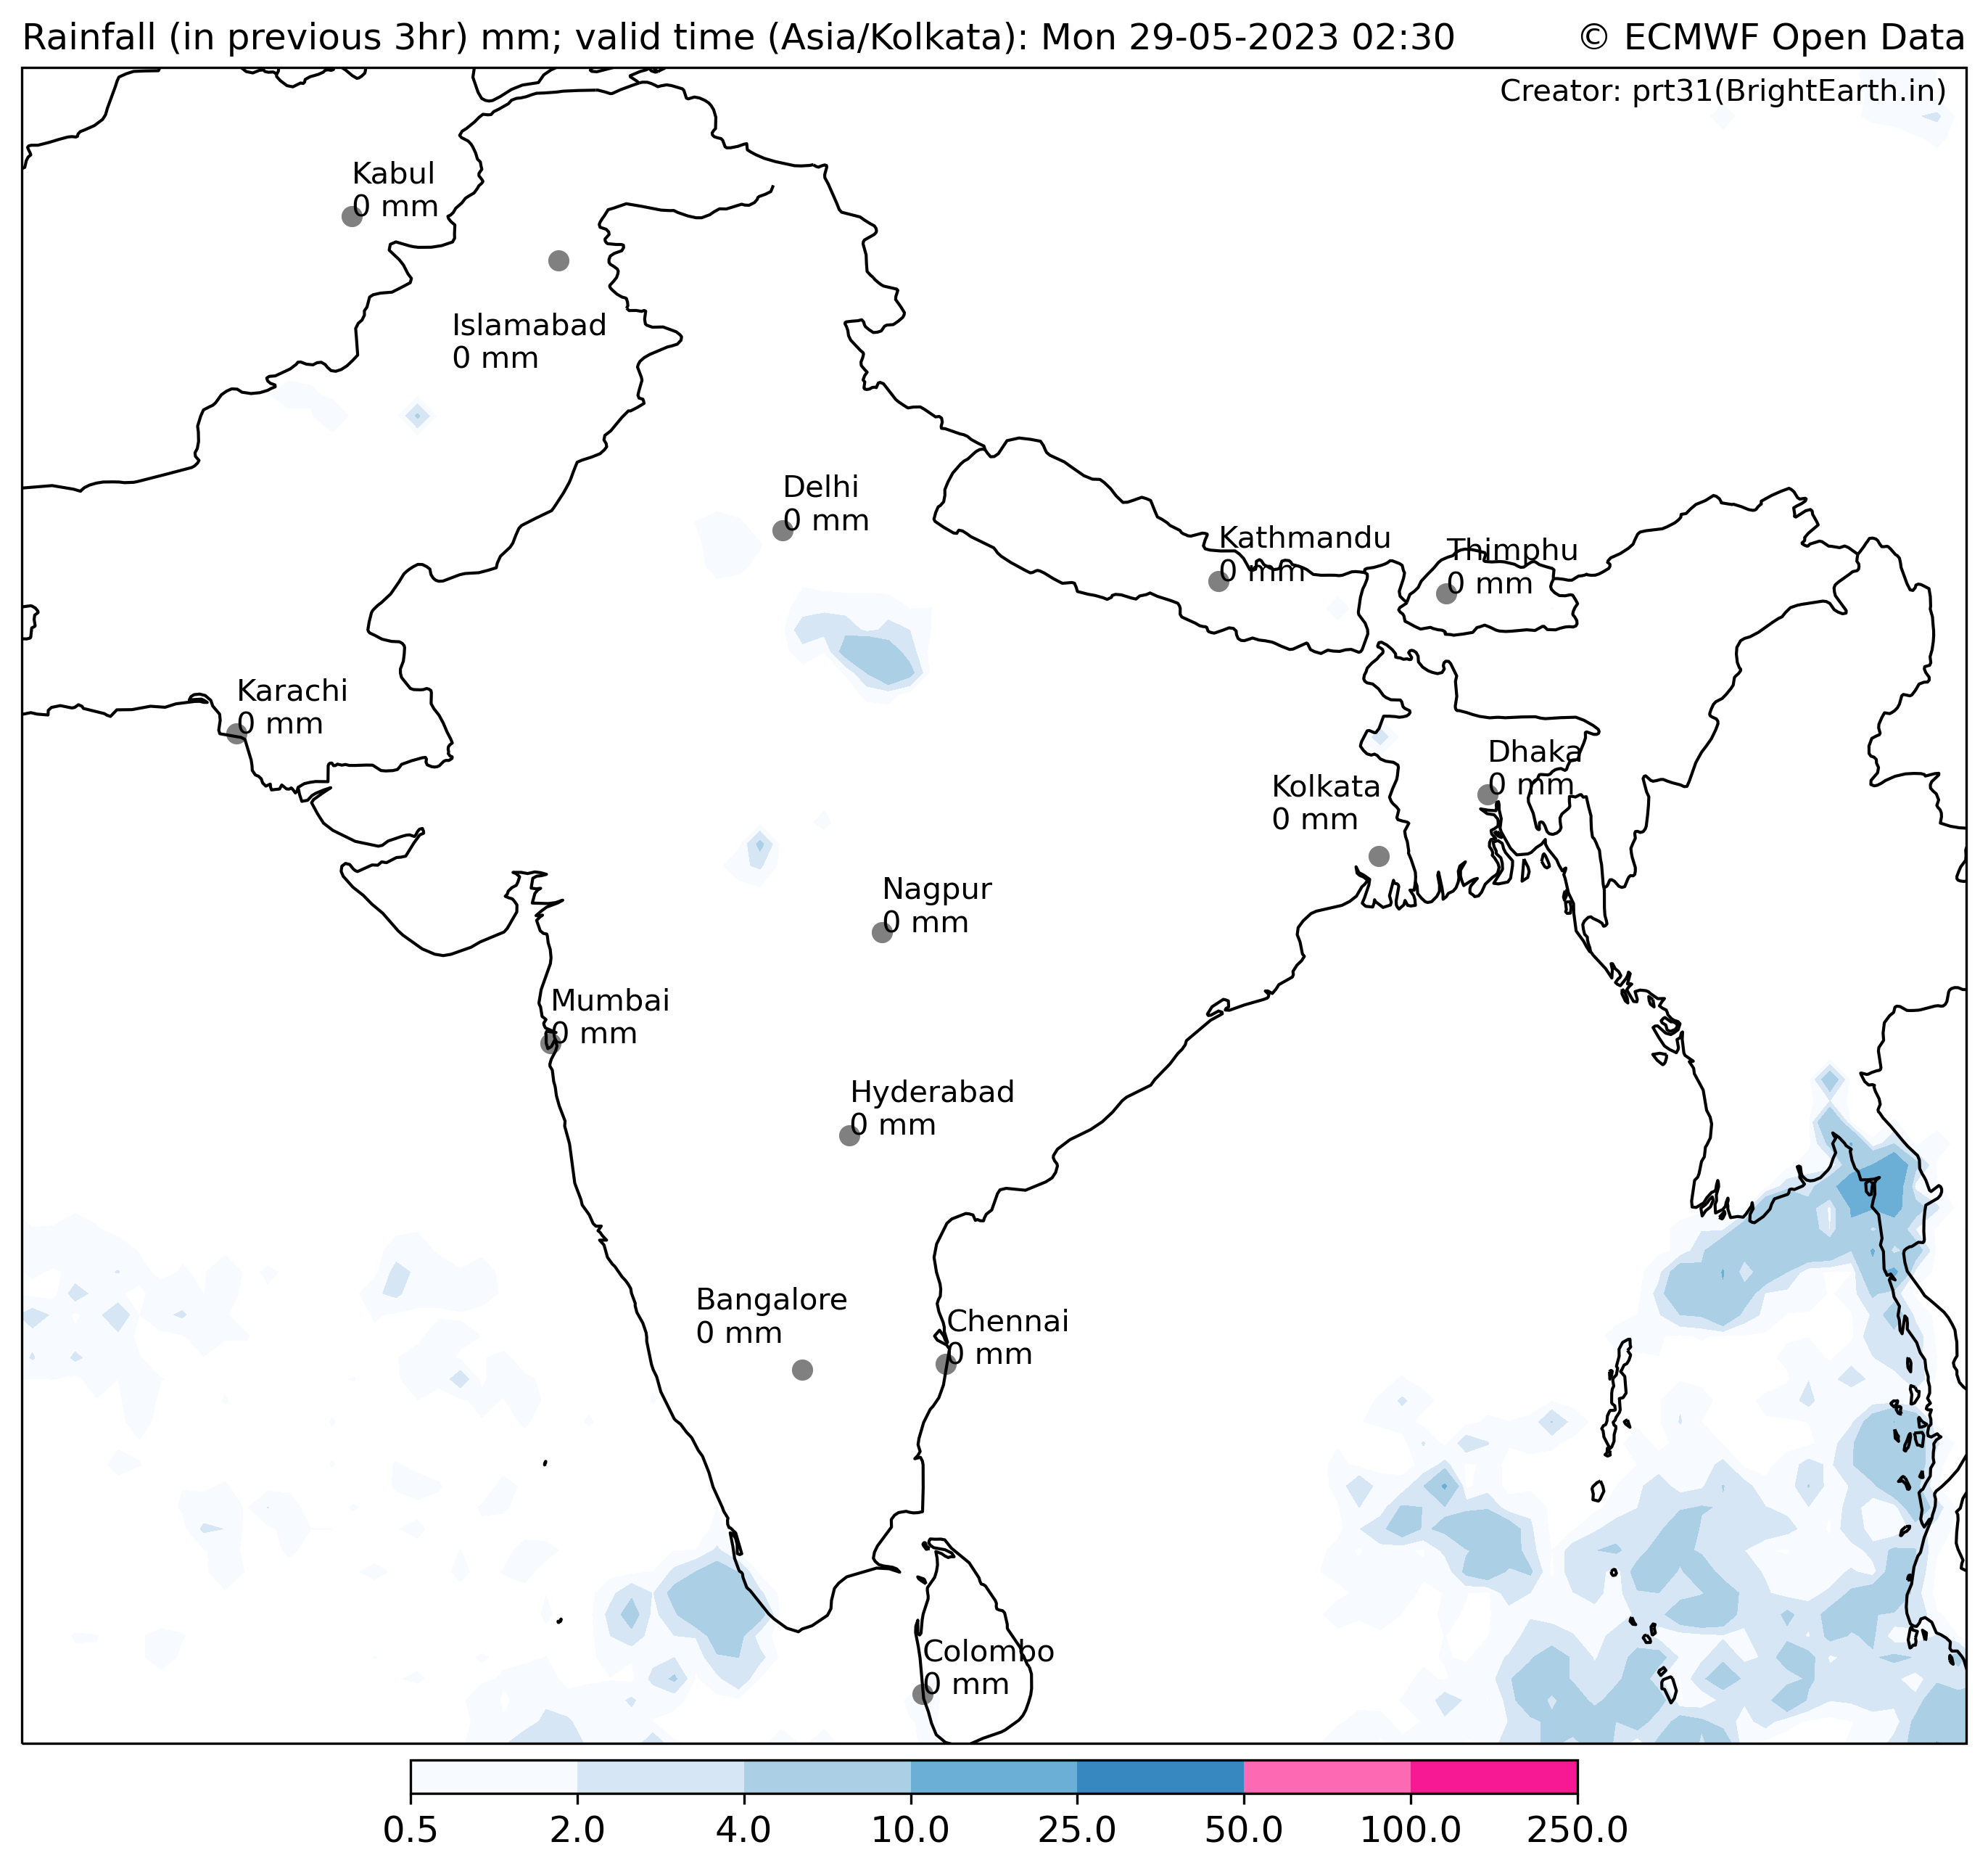 Rainfall (in previous 3hr) mm; valid time (Asia/Kolkata): Mon 29-05-2023 02:30 © ECMWF Open Data
Creator: prt31(BrightEarth.in)
Kabul
0 mm
Islamabad
0 mm
Delhi
0 mm
Kathmandu
0 mm
Thimphu
0 mm
Karachi
0 mm
Dhaka
0 mm
Kolkata
0 mm
Nagpur
0 mm
Mumbai
0 mm
Hyderabad
0 mm
Bangalore
0 mm
Chennai
0 mm
Colombo
0 mm
0.5 2.0 4.0 10.0 25.0 50.0 100.0 250.0